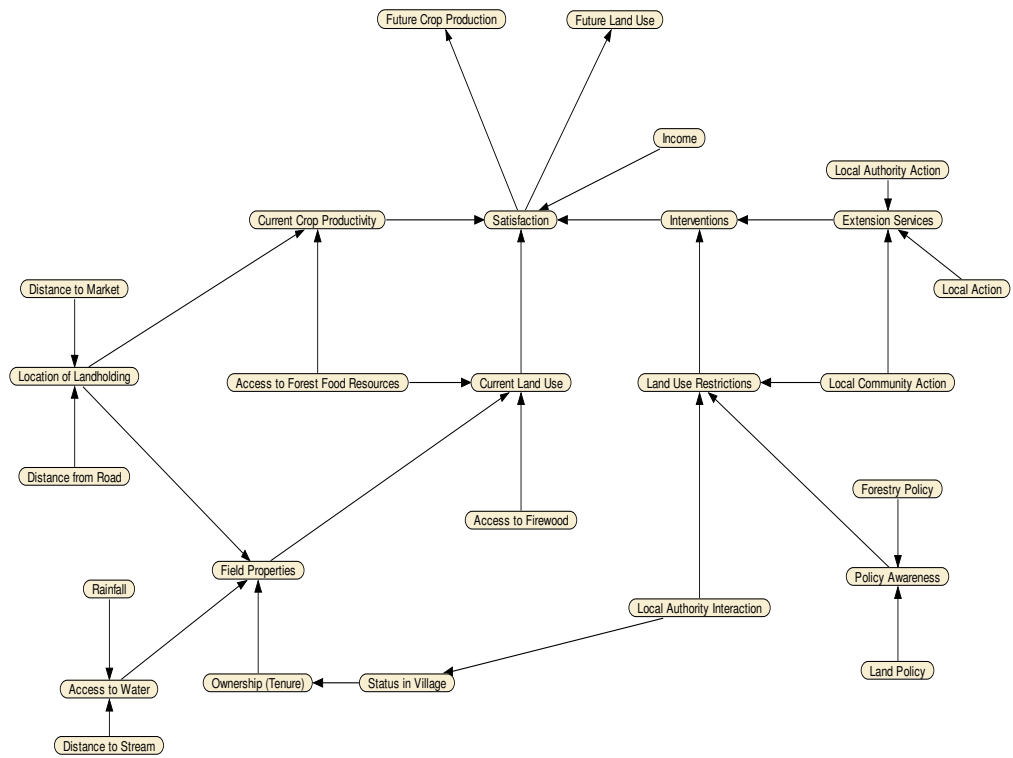 Future Crop Production
Future Land Use
Income
Local Authority Action
Current Crop Productivity
Satisfaction
Interventions
Extension Services
Distance to Market
Local Action
Location of Landholding
Access to Forest Food Resources
Current Land Use
Land Use Restrictions
Local Community Action
Distance from Road
Forestry Policy
Access to Firewood
Field Properties
Policy Awareness
Rainfall
Local Authority Interaction
Land Policy
Access to Water
Ownership (Tenure)
Status in Village
Distance to Stream